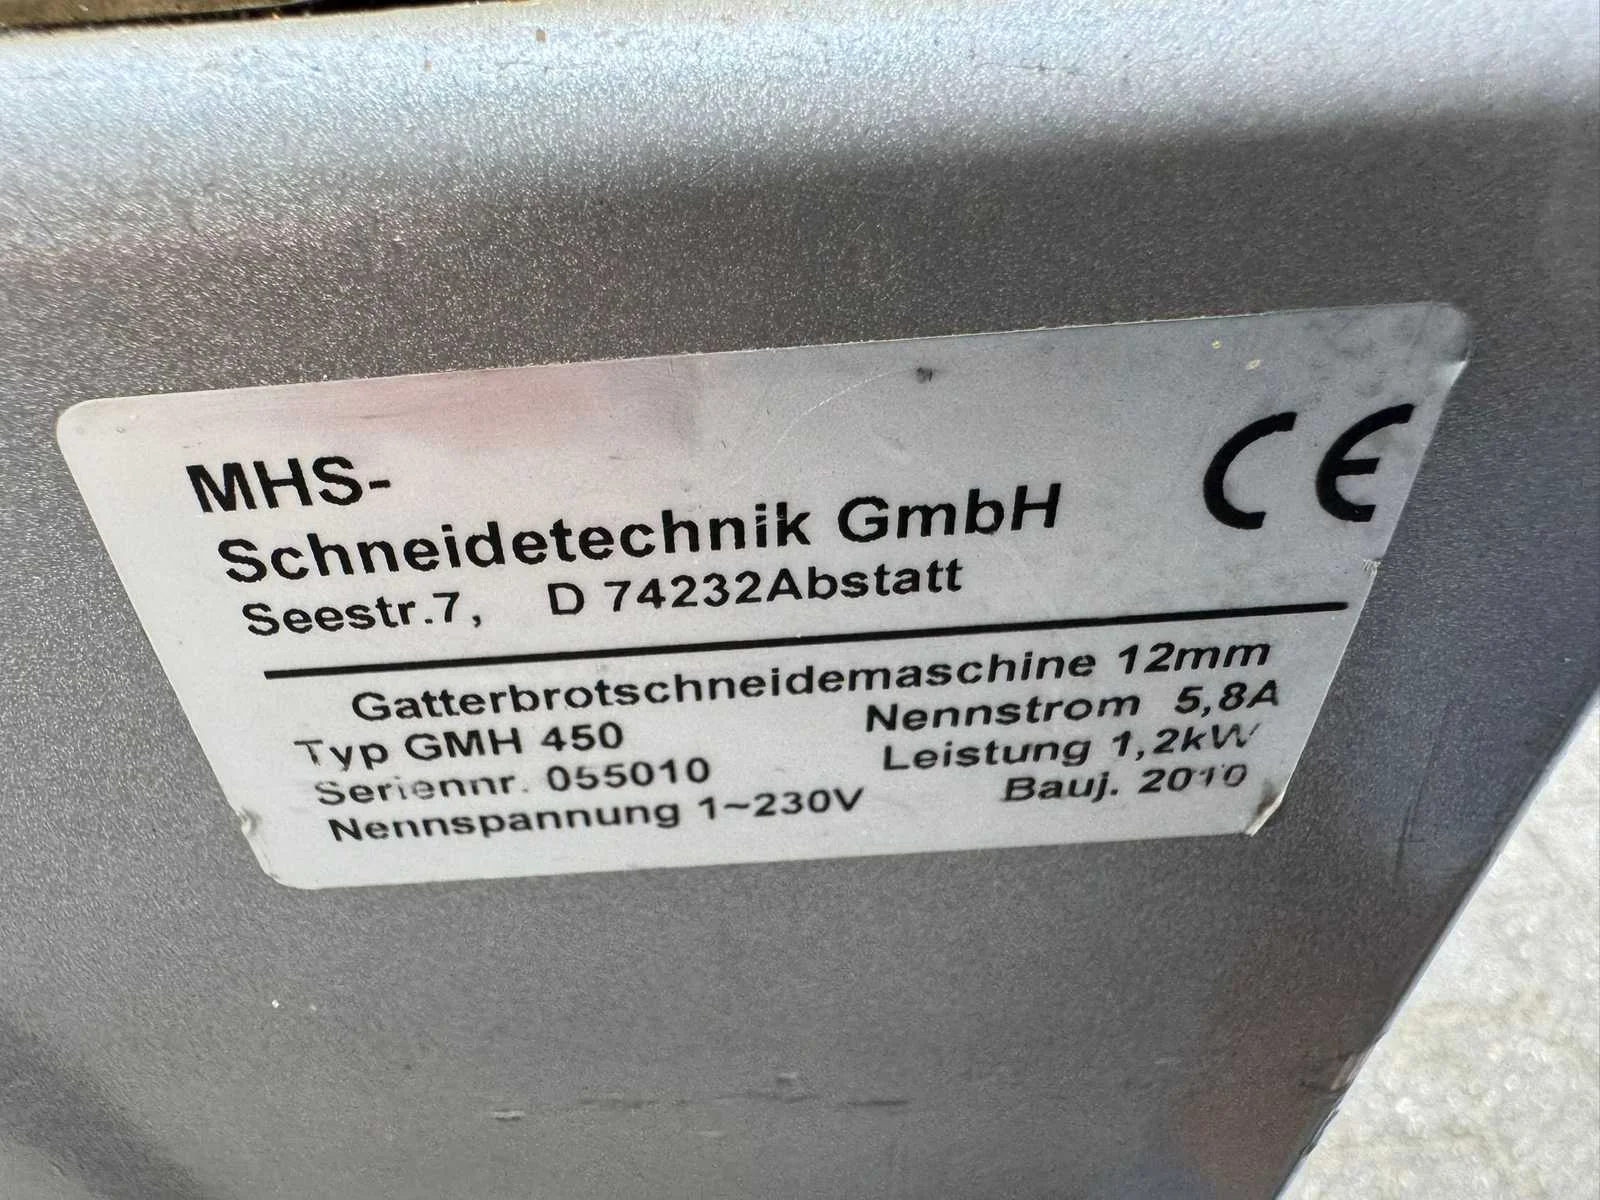 MHS-
Schneidetechnik GmbH
Seestr.7, D 74232Abstatt
CE
Gatterbrotschneidemaschine 12mm
Typ GMH 450 Nennstrom 5,8A
Seriennr. 055010 Leistung 1,2kW
Nennspannung 1~230V Bauj. 2010